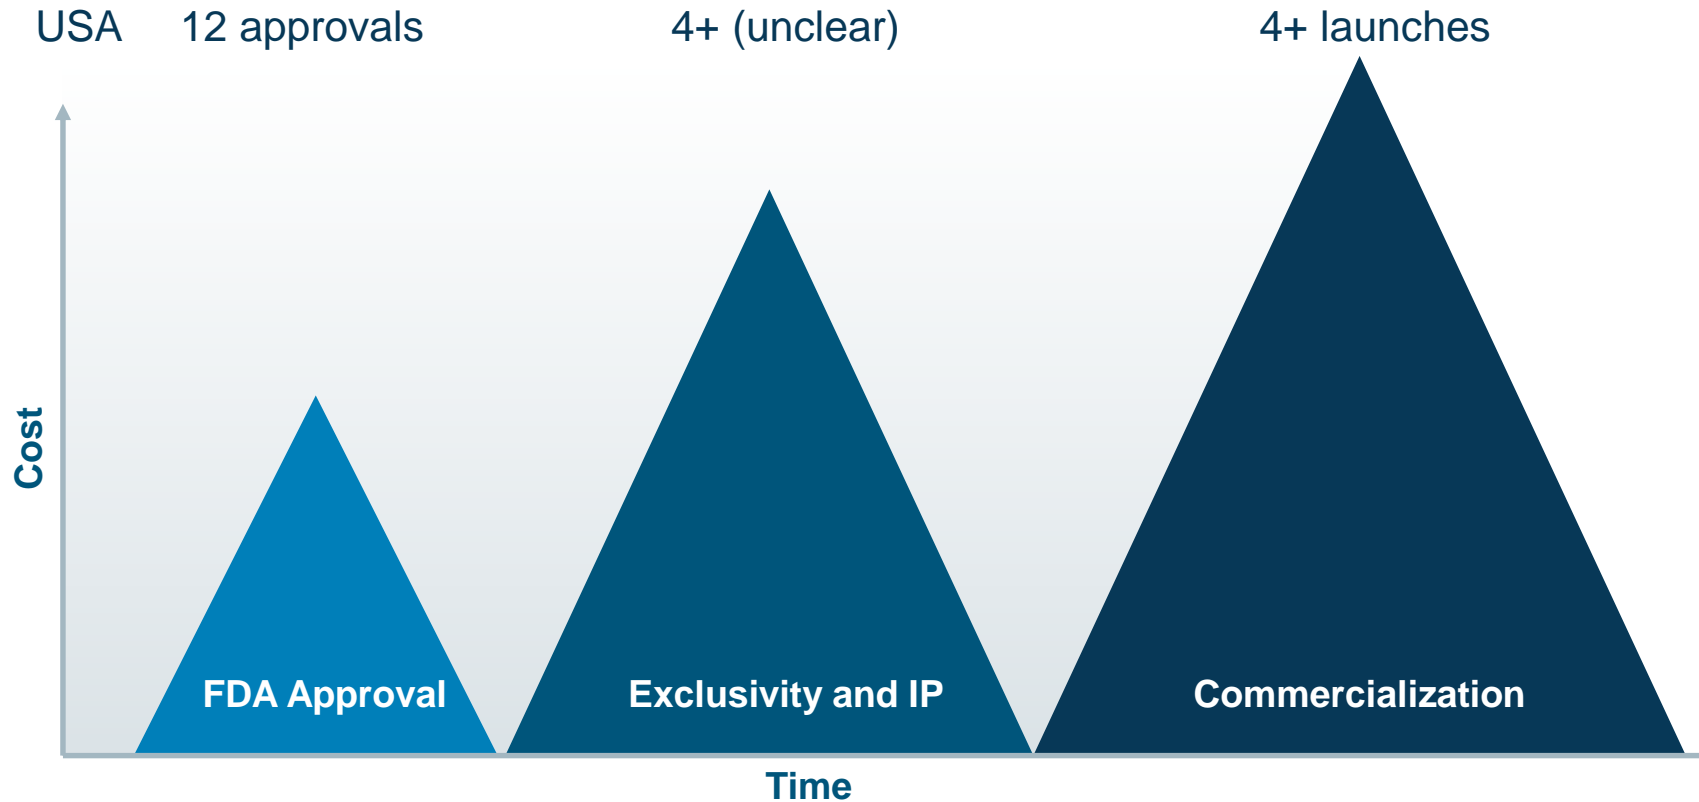 USA 12 approvals 4+ (unclear) 4+ launches
Cost
FDA Approval Exclusivity and IP Commercialization
Time